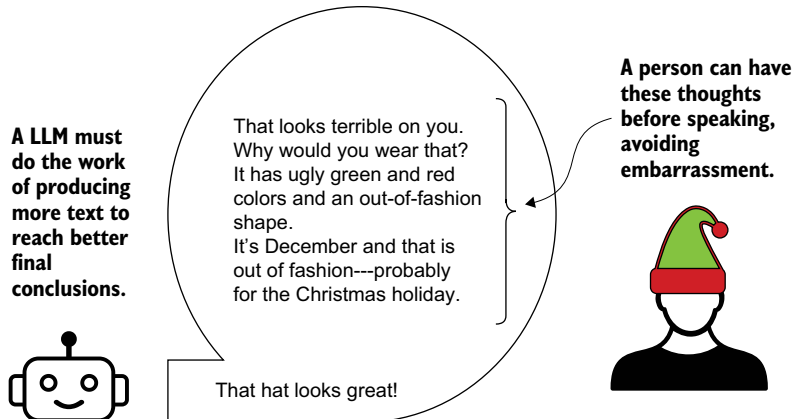 A LLM must
do the work
of producing
more text to
reach better
final
conclusions.
That looks terrible on you.
Why would you wear that?
It has ugly green and red
colors and an out-of-fashion
shape.
It's December and that is
out of fashion---probably
for the Christmas holiday.
That hat looks great!
A person can have
these thoughts
before speaking,
avoiding
embarrassment.